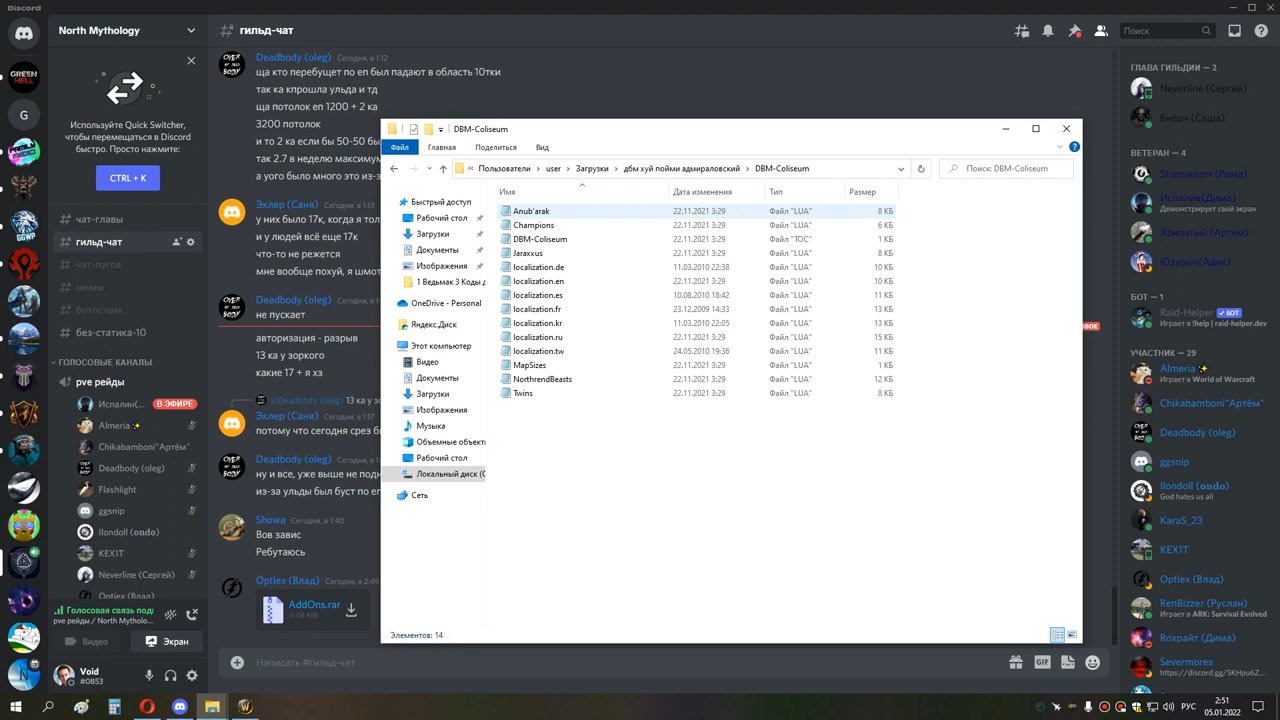 Discord
North Mythology
Используйте Quick Switcher,
чтобы перемещаться в Discord
быстро. Просто нажмите:
CTRL + K
чат-главы
гильд-чат
чат-пугов
мемы
ботоспам
без-статика-10
ГОЛОСОВЫЕ КАНАЛЫ
pve рейды
Испалин(...
В ЭФИРЕ
Almeria
Chikabamboni"Артём"
Deadbody (oleg)
Flashlight
ggsnip
Ilondoll (ondo)
KEX1T
Neverline (Сергей)
Optiex (Влад)
Голосовая связь подк
pve рейды / North Mytholo...
Видео
Экран
Void
#0853
гильд-чат
Поиск
Deadbody (oleg) Сегодня, в 1:12
ща кто перебущет по еп был падают в область 10тки
так ка кпрошла ульда и тд
ща потолок еп 1200 + 2 ка
3200 потолок
и то 2 ка если 50-50 бы
так 2.7 в неделю максимум
а уого было много это из-з
Эклер (Саня) Сегодня, в 1:
у них было 17к, когда я тол
и у людей всё еще 17к
что-то не режется
мне вообще похуй, я шмот
Deadbody (oleg) Сегодня, в
не пускает
авторизация - разрыв
13 ка у зоркого
какие 17 + я хз
@Deadbody (oleg) 13 ка у зо
Эклер (Саня) Сегодня, в 1:17
потому что сегодня срез б
Deadbody (oleg) Сегодня, в
ну и все, уже выше не подн
из-за ульды был буст по еп
Showa Сегодня, в 1:40
Вов завис
Ребутаюсь
Optiex (Влад) Сегодня, в 2:49
AddOns.rar
4.48 MB
Написать #гильд-чат
GIF
DBM-Coliseum
Файл
Главная
Поделиться
Вид
« Пользователи › user › Загрузки › дбм хуй пойми адмираловский › DBM-Coliseum
Поиск: DBM-Coliseum
Быстрый доступ
Рабочий стол
Загрузки
Документы
Изображения
1 Ведьмак 3 Коды д
OneDrive - Personal
Яндекс.Диск
Этот компьютер
Видео
Документы
Загрузки
Изображения
Музыка
Объемные объекты
Рабочий стол
Локальный диск (C
Сеть
Имя Дата изменения Тип Размер
Anub'arak 22.11.2021 3:29 Файл "LUA" 8 КБ
Champions 22.11.2021 3:29 Файл "LUA" 6 КБ
DBM-Coliseum 22.11.2021 3:29 Файл "TOC" 1 КБ
Jaraxxus 22.11.2021 3:29 Файл "LUA" 8 КБ
localization.de 11.03.2010 22:38 Файл "LUA" 10 КБ
localization.en 22.11.2021 3:29 Файл "LUA" 10 КБ
localization.es 10.08.2010 18:42 Файл "LUA" 11 КБ
localization.fr 23.12.2009 14:33 Файл "LUA" 13 КБ
localization.kr 11.03.2010 22:05 Файл "LUA" 13 КБ
localization.ru 22.11.2021 3:29 Файл "LUA" 15 КБ
localization.tw 24.05.2010 19:36 Файл "LUA" 11 КБ
MapSizes 22.11.2021 3:29 Файл "LUA" 1 КБ
NorthrendBeasts 22.11.2021 3:29 Файл "LUA" 12 КБ
Twins 22.11.2021 3:29 Файл "LUA" 8 КБ
Элементов: 14
ГЛАВА ГИЛЬДИИ — 2
Neverline (Сергей)
Биёрн (Саша)
ВЕТЕРАН — 4
Shamanizm (Рома)
Испалин(Дима)
Демонстрирует свой экран
Хрипатый (Артем)
Юзурыч(Адик)
БОТ — 1
Raid-Helper БОТ
Играет в !help | raid-helper.dev
УЧАСТНИК — 29
Almeria
Играет в World of Warcraft
Chikabamboni"Артём"
Deadbody (oleg)
ggsnip
Ilondoll (ondo)
God hates us all
KaraS_23
KEX1T
Optiex (Влад)
RenBizzer (Руслан)
Играет в ARK: Survival Evolved
Рохрайт (Дима)
Severmores
https://discord.gg/SKHpu6Z...
РУС
2:51
05.01.2022